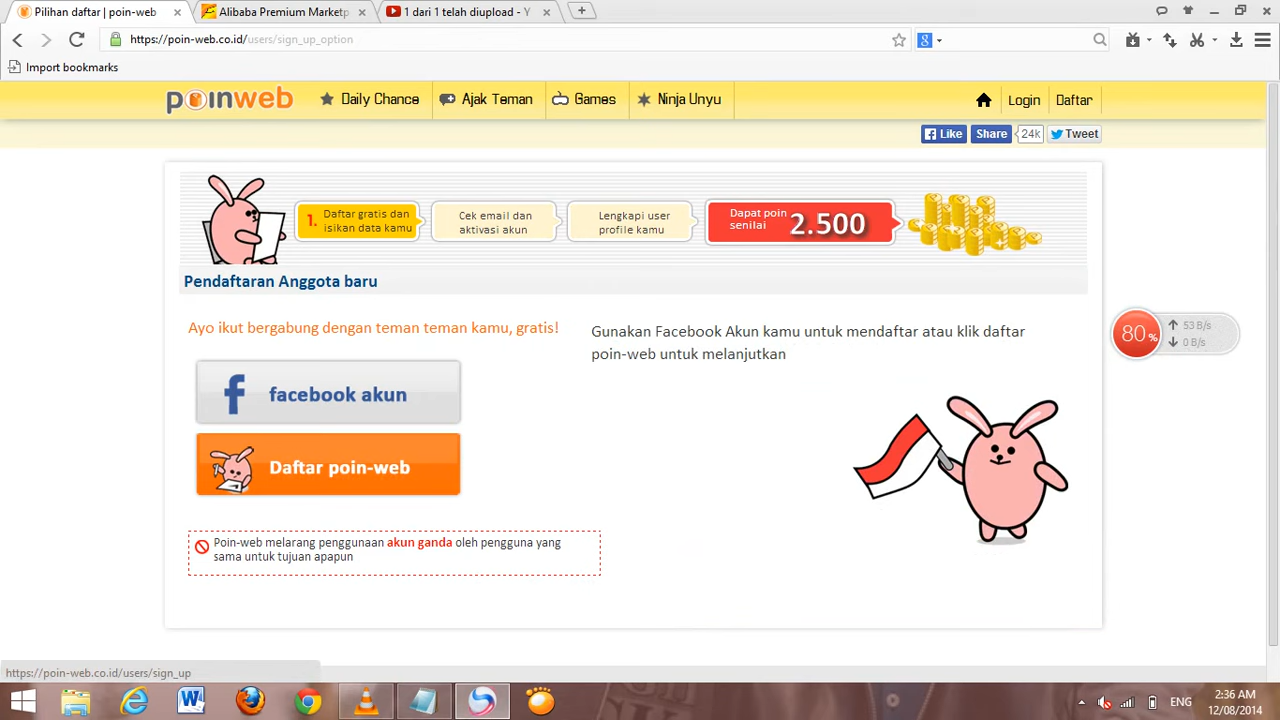 Pilihan daftar | poin-web
Alibaba Premium Marketp
1 dari 1 telah diupload - Y
https://poin-web.co.id/users/sign_up_option
Import bookmarks
poinweb
Daily Chance
Ajak Teman
Games
Ninja Unyu
Login
Daftar
Like
Share
24k
Tweet
1. Daftar gratis dan
isikan data kamu
Cek email dan
aktivasi akun
Lengkapi user
profile kamu
Dapat poin
senilai
2.500
Pendaftaran Anggota baru
Ayo ikut bergabung dengan teman teman kamu, gratis!
Gunakan Facebook Akun kamu untuk mendaftar atau klik daftar
poin-web untuk melanjutkan
facebook akun
Daftar poin-web
Poin-web melarang penggunaan akun ganda oleh pengguna yang
sama untuk tujuan apapun
80%
53 B/s
0 B/s
https://poin-web.co.id/users/sign_up
ENG
2:36 AM
12/08/2014